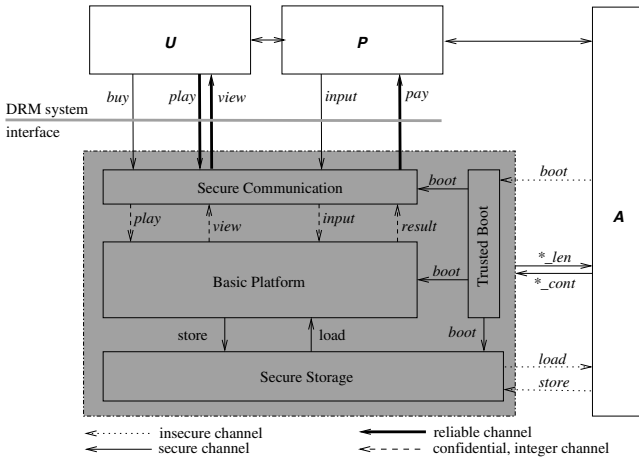 U
P
A
buy
play
view
input
pay
DRM system
interface
Secure Communication
boot
boot
play
view
input
result
Trusted Boot
Basic Platform
boot
*_len
*_cont
store
load
boot
Secure Storage
load
store
insecure channel
reliable channel
secure channel
confidential, integer channel